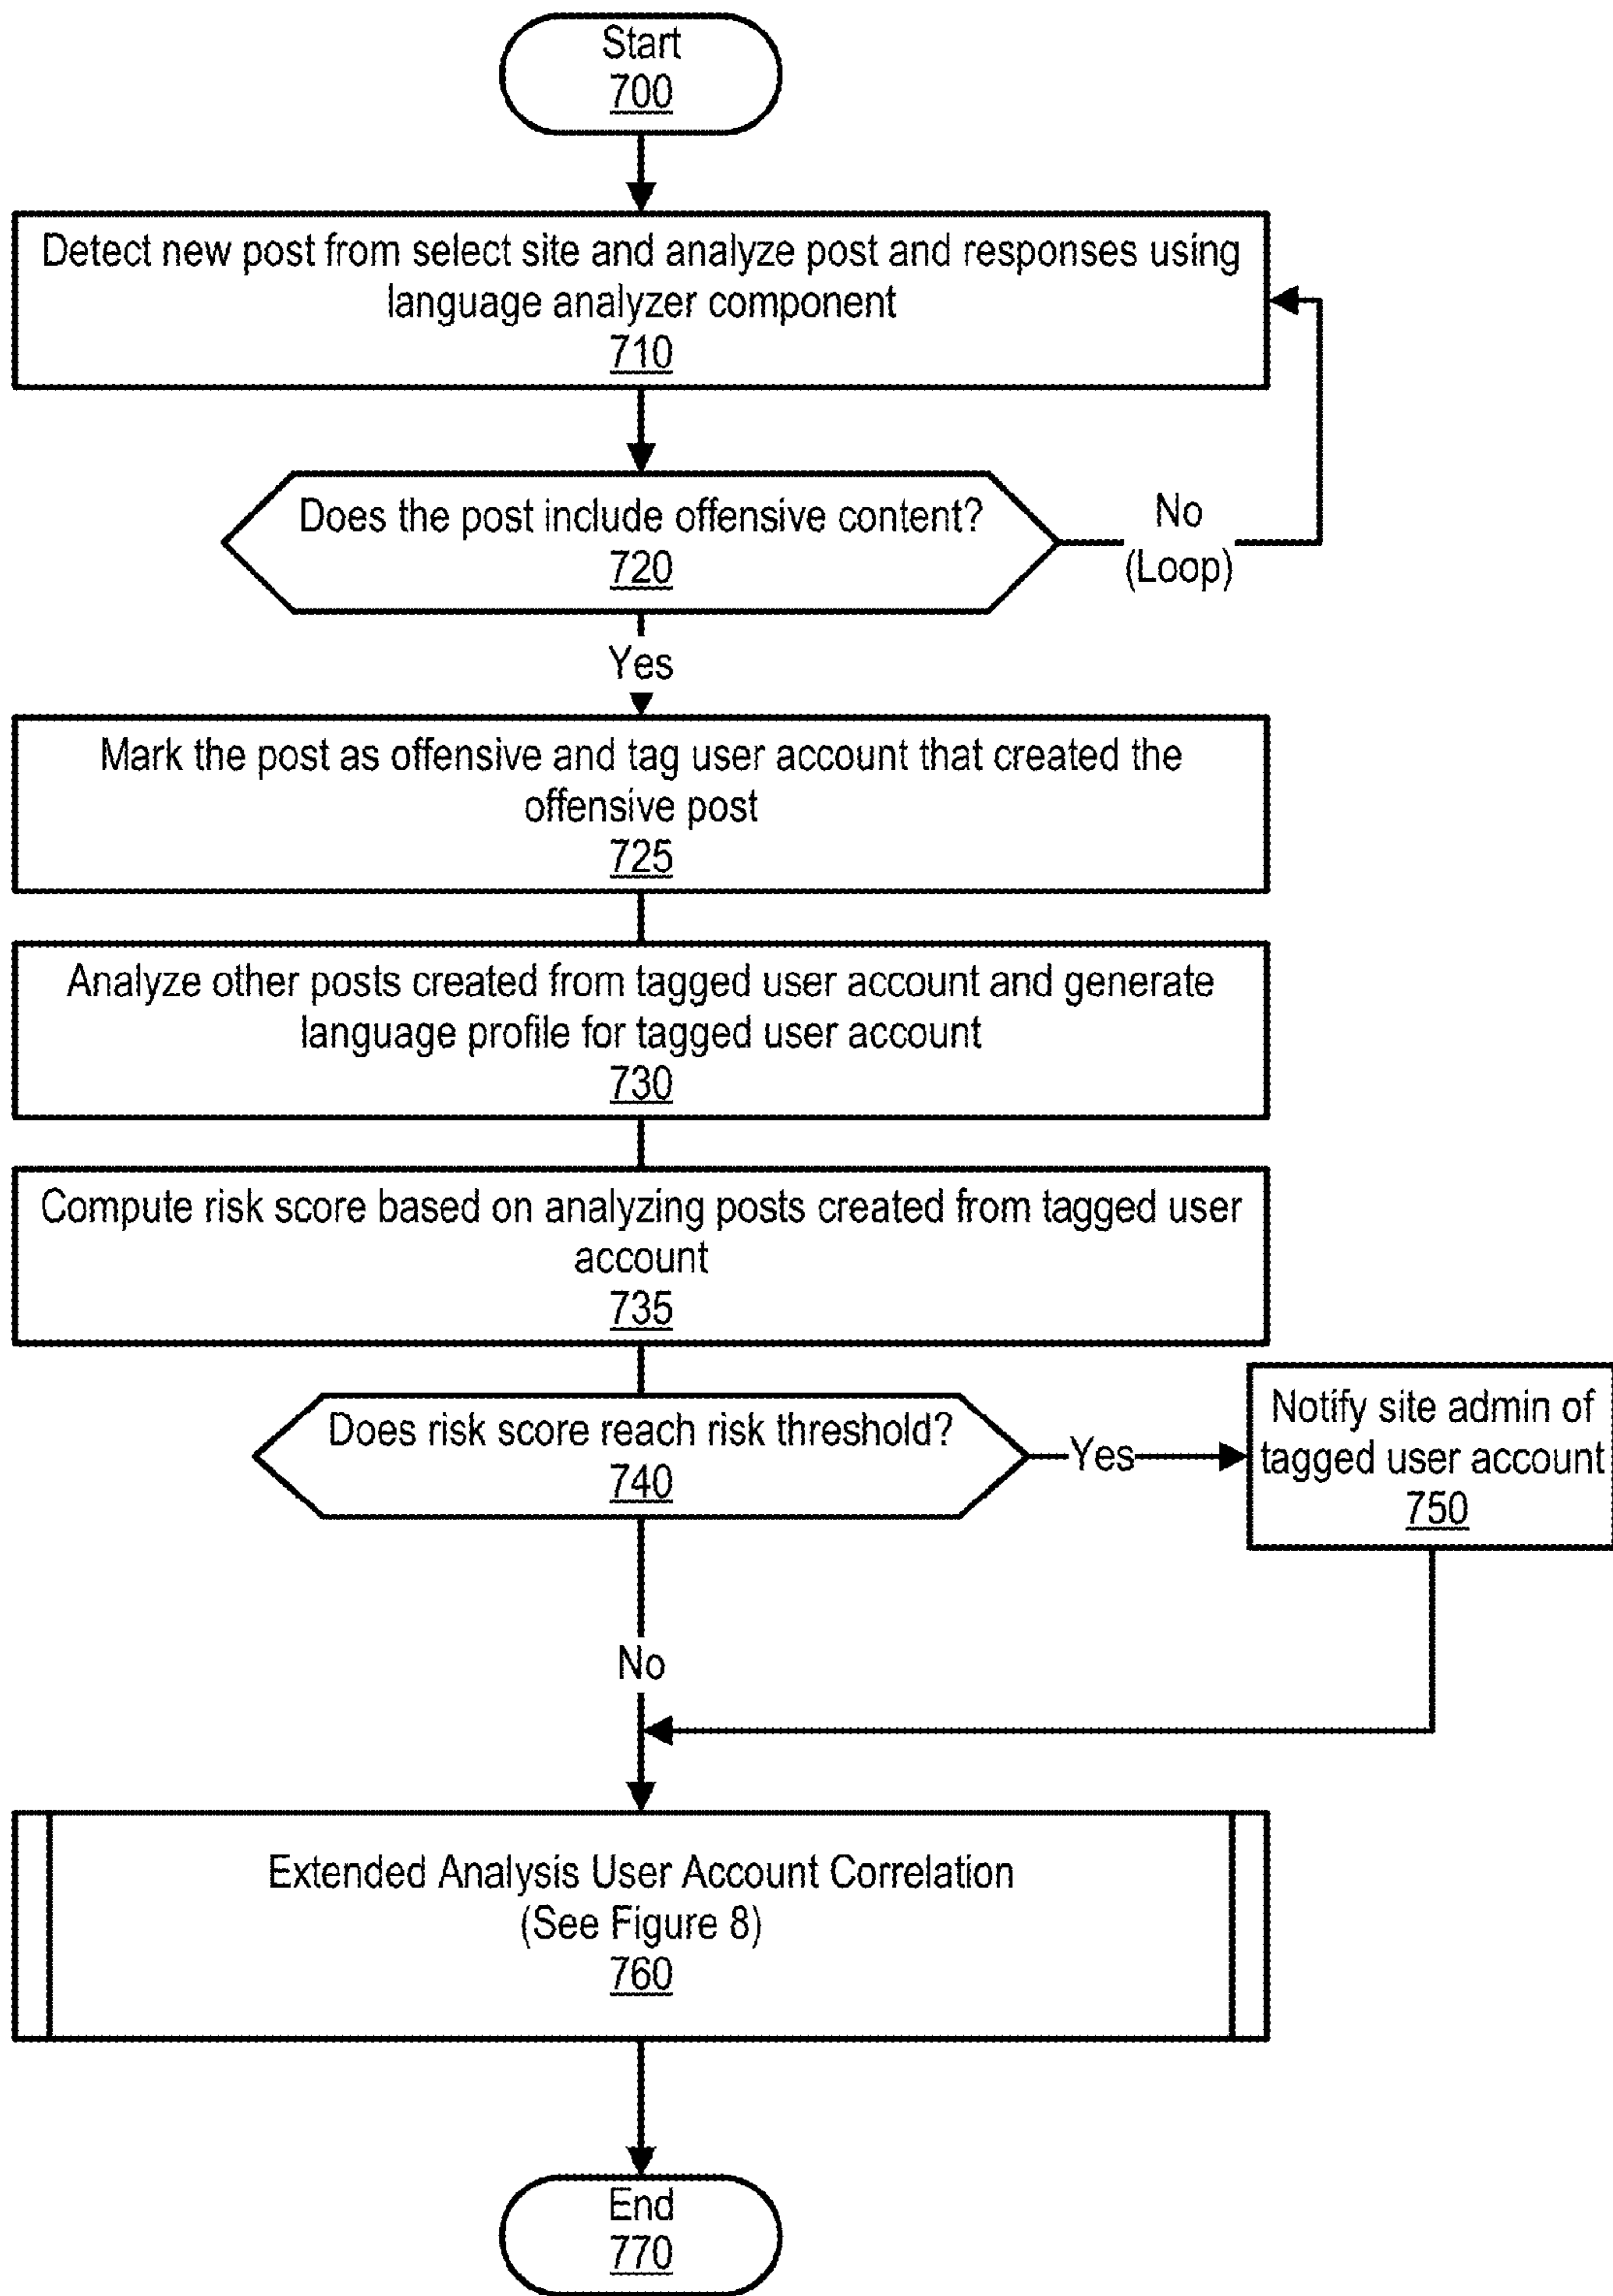 Start
700
Detect new post from select site and analyze post and responses using
language analyzer component
710
Does the post include offensive content?
720
No
(Loop)
Yes
Mark the post as offensive and tag user account that created the
offensive post
725
Analyze other posts created from tagged user account and generate
language profile for tagged user account
730
Compute risk score based on analyzing posts created from tagged user
account
735
Does risk score reach risk threshold?
740
Yes
Notify site admin of
tagged user account
750
No
Extended Analysis User Account Correlation
(See Figure 8)
760
End
770